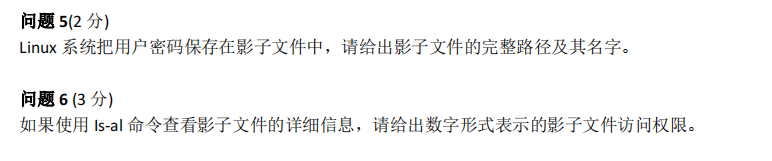 问题 5(2 分)
Linux 系统把用户密码保存在影子文件中，请给出影子文件的完整路径及其名字。
问题 6 (3 分)
如果使用 Is-al 命令查看影子文件的详细信息，请给出数字形式表示的影子文件访问权限。